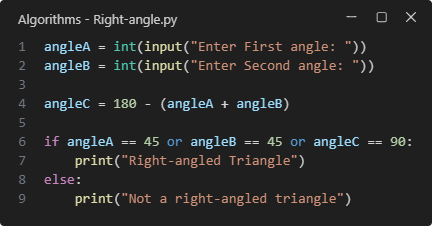 Algorithms - Right-angle.py
1 angleA = int(input("Enter First angle: "))
2 angleB = int(input("Enter Second angle: "))
3
4 angleC = 180 - (angleA + angleB)
5
6 if angleA == 45 or angleB == 45 or angleC == 90:
7     print("Right-angled Triangle")
8 else:
9     print("Not a right-angled triangle")